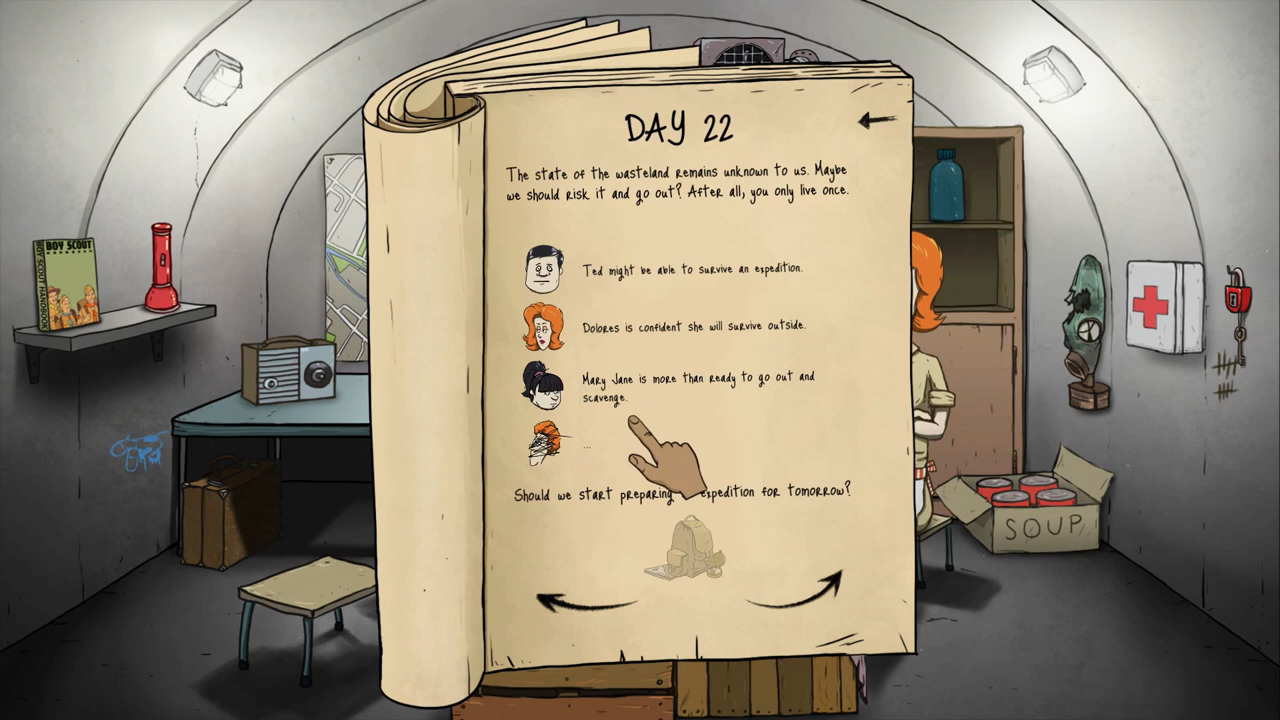 DAY 22
The state of the wasteland remains unknown to us. Maybe
we should risk it and go out? After all, you only live once.
Ted might be able to survive an expedition.
Dolores is confident she will survive outside.
Mary Jane is more than ready to go out and
scavenge.
...
Should we start preparing expedition for tomorrow?
BOY SCOUT
BOY SCOUT HANDBOOK
SOUP